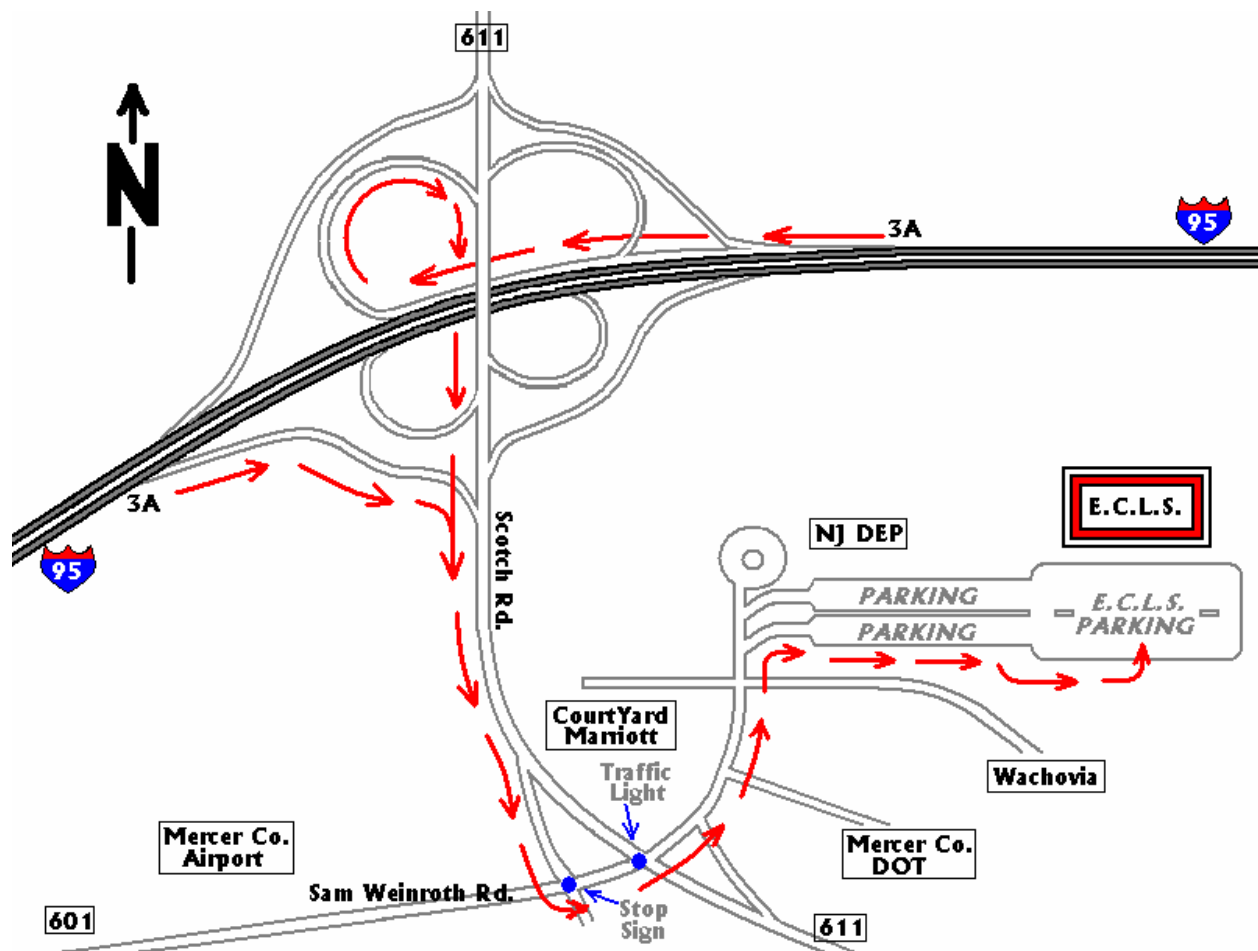 611
N
3A
95
3A
95
Scotch Rd.
E.C.L.S.
NJ DEP
PARKING
E.C.L.S.
PARKING
PARKING
CourtYard
Marriott
Traffic
Light
Wachovia
Mercer Co.
Airport
Mercer Co.
DOT
Sam Weinroth Rd.
Stop
Sign
601
611